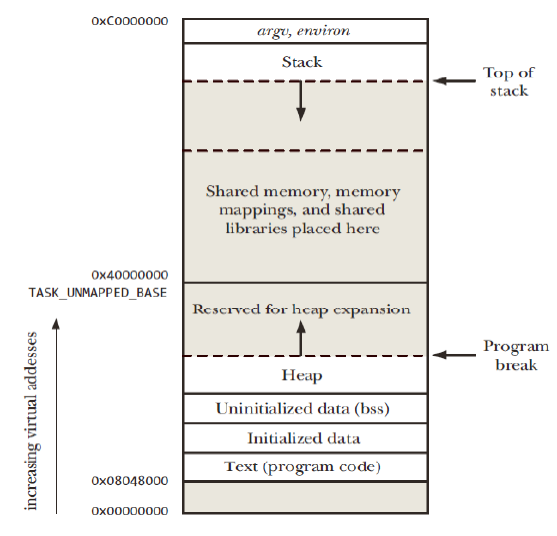 0xC0000000
argv, environ
Stack
Top of
stack
Shared memory, memory
mappings, and shared
libraries placed here
0x40000000
TASK_UNMAPPED_BASE
Reserved for heap expansion
Program
break
Heap
Uninitialized data (bss)
Initialized data
Text (program code)
0x08048000
0x00000000
increasing virtual addesses